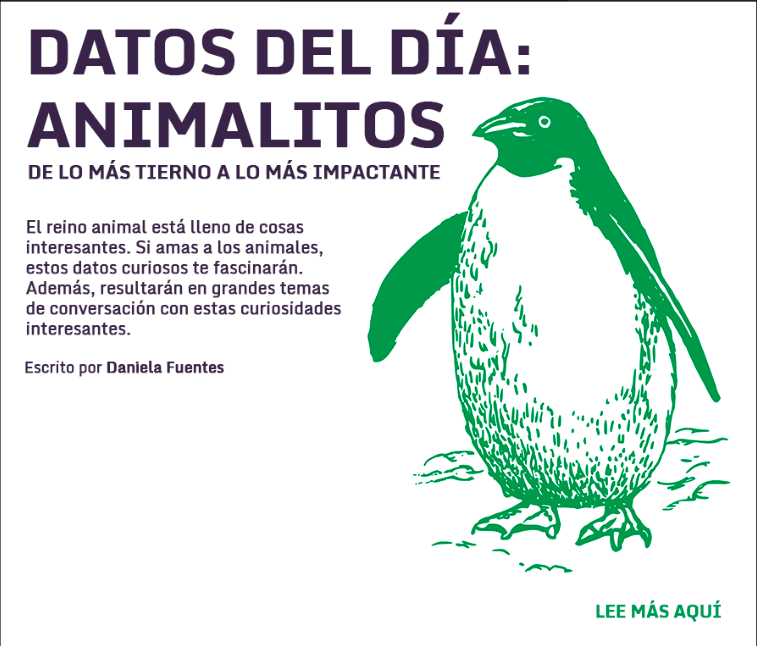 DATOS DEL DÍA:
ANIMALITOS
DE LO MÁS TIERNO A LO MÁS IMPACTANTE
El reino animal está lleno de cosas
interesantes. Si amas a los animales,
estos datos curiosos te fascinarán.
Además, resultarán en grandes temas
de conversación con estas curiosidades
interesantes.
Escrito por Daniela Fuentes
LEE MÁS AQUÍ